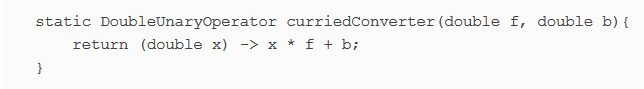 static DoubleUnaryOperator curriedConverter(double f, double b){
    return (double x) -> x * f + b;
}